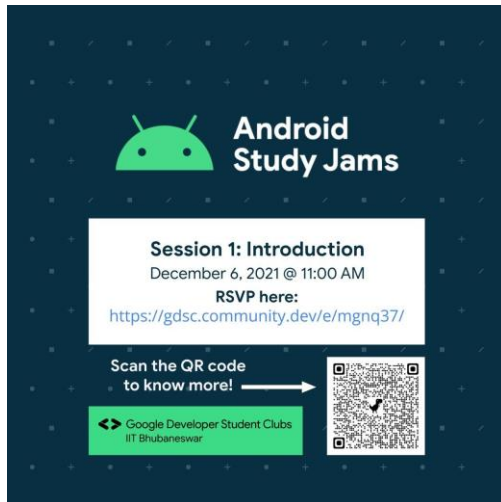 Android
Study Jams
Session 1: Introduction
December 6, 2021 @ 11:00 AM
RSVP here:
https://gdsc.community.dev/e/mgnq37/
Scan the QR code
to know more!
Google Developer Student Clubs
IIT Bhubaneswar